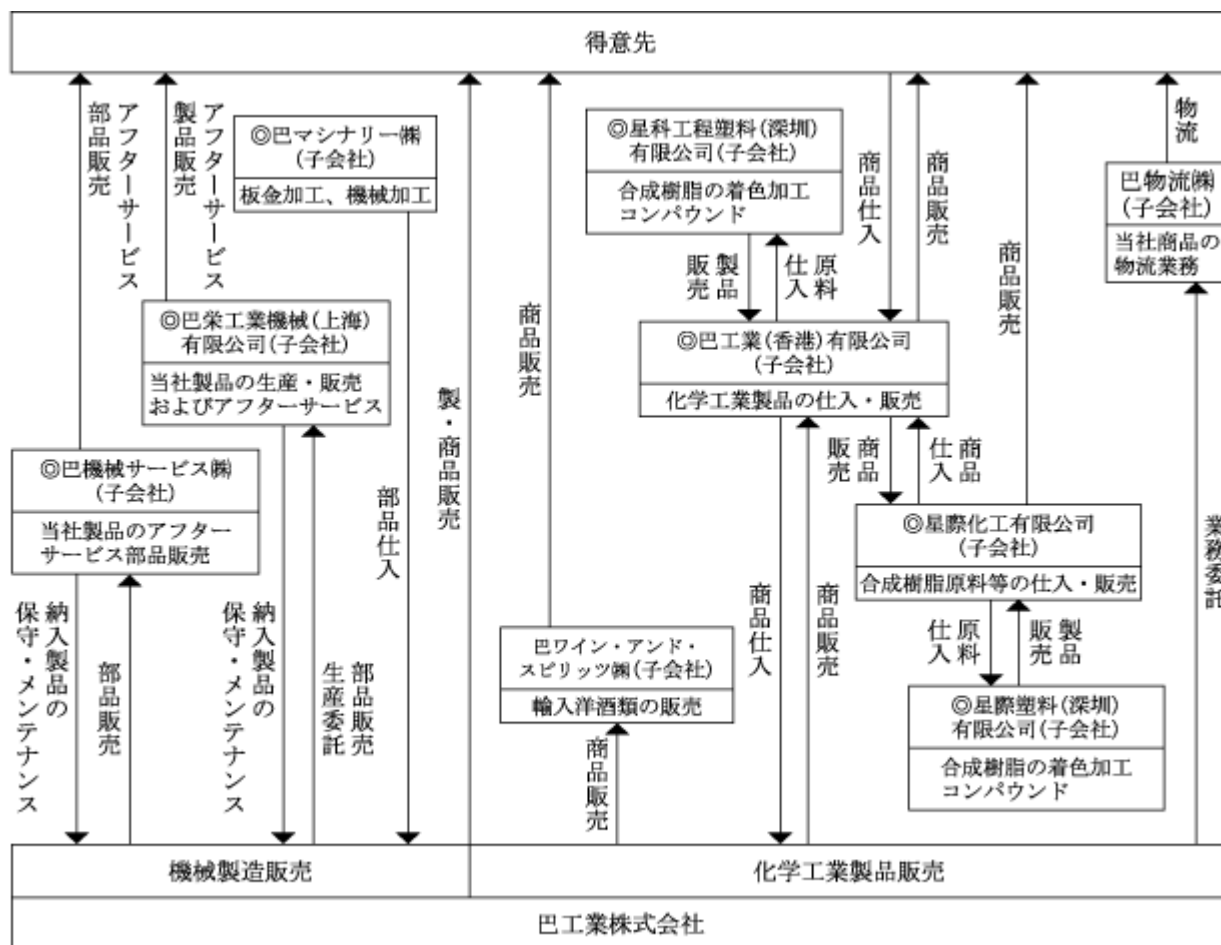 得意先
アフターサービス
部品販売
アフターサービス
製品販売
◎巴マシナリー㈱
(子会社)
板金加工、機械加工
◎巴栄工業機械(上海)
有限公司(子会社)
当社製品の生産・販売
およびアフターサービス
◎巴機械サービス㈱
(子会社)
当社製品のアフター
サービス部品販売
納入製品の
保守・メンテナンス
部品販売
納入製品の
保守・メンテナンス
部品販売
生産委託
部品仕入
製・商品販売
商品販売
◎星科工程塑料(深圳)
有限公司(子会社)
合成樹脂の着色加工
コンパウンド
製品
販売
原料
仕入
商品仕入
商品販売
◎巴工業(香港)有限公司
(子会社)
化学工業製品の仕入・販売
商品
販売
商品
仕入
商品販売
◎星際化工有限公司
(子会社)
合成樹脂原料等の仕入・販売
原料
仕入
製品
販売
◎星際塑料(深圳)
有限公司(子会社)
合成樹脂の着色加工
コンパウンド
巴ワイン・アンド・
スピリッツ㈱(子会社)
輸入洋酒類の販売
商品販売
商品仕入
商品販売
物流
巴物流㈱
(子会社)
当社商品の
物流業務
業務委託
機械製造販売
化学工業製品販売
巴工業株式会社